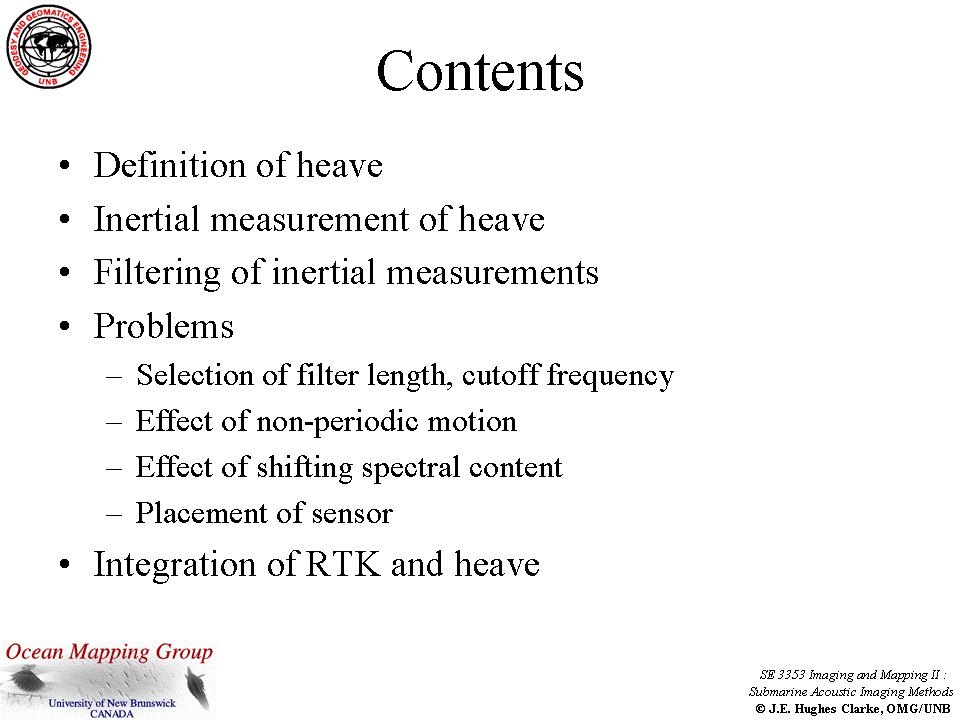 GEODESY AND GEOMATICS ENGINEERING
UNB
Contents
• Definition of heave
• Inertial measurement of heave
• Filtering of inertial measurements
• Problems
– Selection of filter length, cutoff frequency
– Effect of non-periodic motion
– Effect of shifting spectral content
– Placement of sensor
• Integration of RTK and heave
Ocean Mapping Group
University of New Brunswick
CANADA
SE 3353 Imaging and Mapping II :
Submarine Acoustic Imaging Methods
© J.E. Hughes Clarke, OMG/UNB